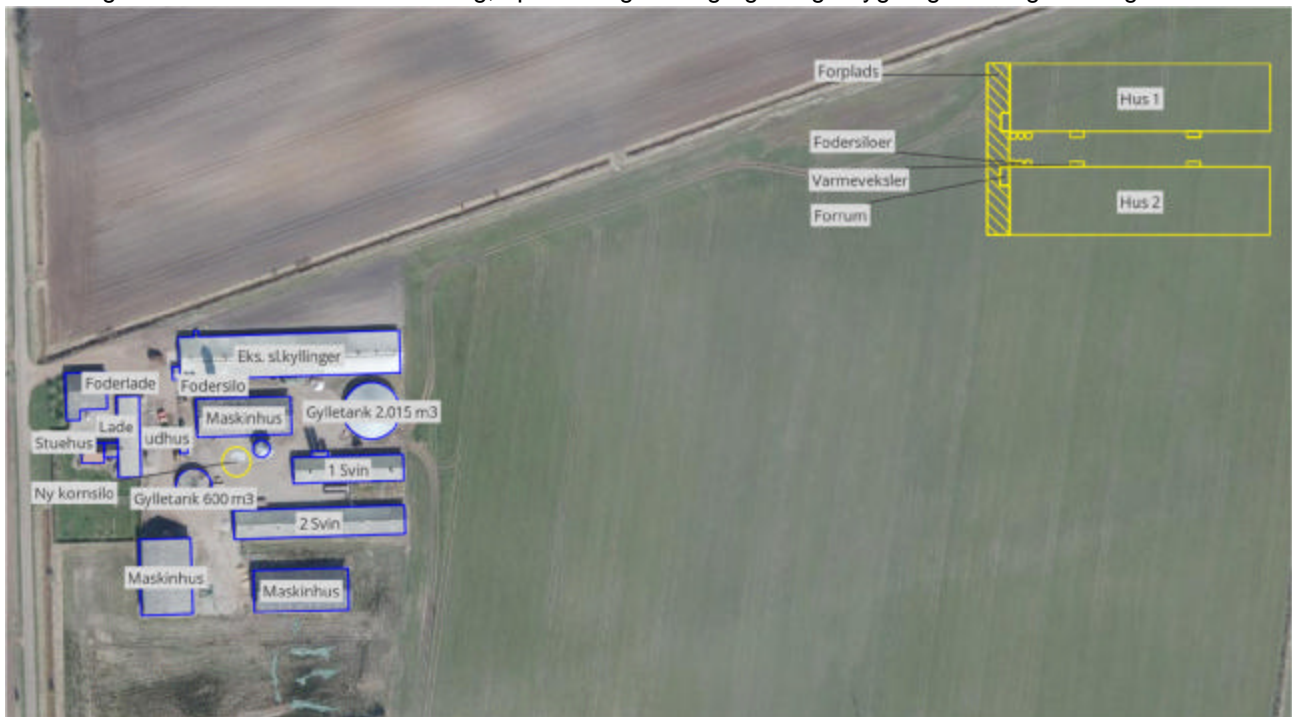 Forplads
Hus 1
Fodersiloer
Varmeveksler
Hus 2
Forrum
Eks. sl.kyllinger
Foderlade
Fodersilo
Gylletank 2.015 m3
Maskinhus
Lade
Stuehus
udhus
1 Svin
Ny kornsilo
Gylletank 600 m3
2 Svin
Maskinhus
Maskinhus